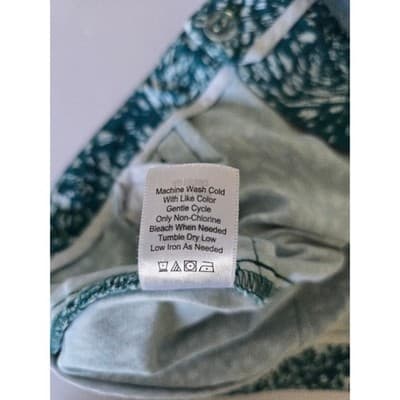 Machine Wash Cold
With Like Color
Gentle Cycle
Only Non-Chlorine
Bleach When Needed
Tumble Dry Low
Low Iron As Needed